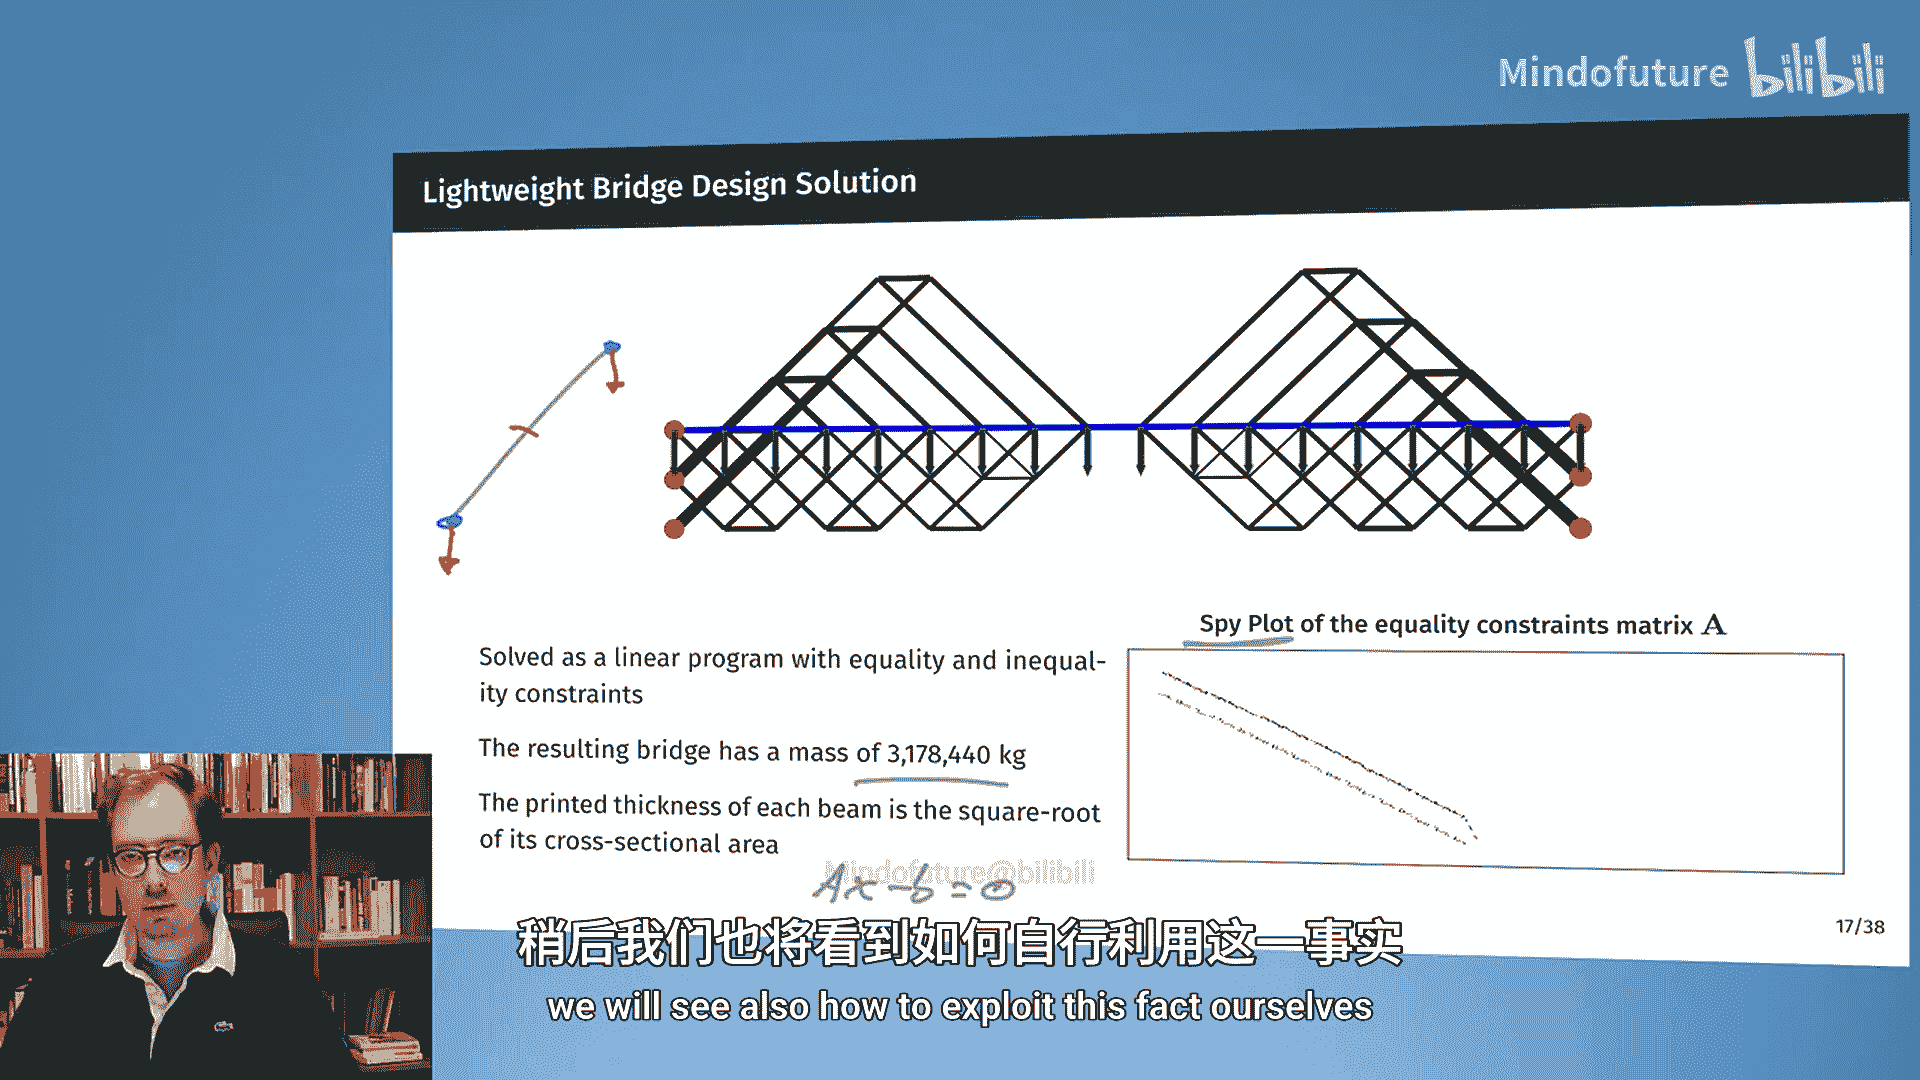 Mindofuture bilibili
Lightweight Bridge Design Solution
Spy Plot of the equality constraints matrix A
Solved as a linear program with equality and inequal-
ity constraints
The resulting bridge has a mass of 3,178,440 kg
The printed thickness of each beam is the square-root
of its cross-sectional area
Mindofuture@bilibili
Ax - b = 0
17/38
稍后我们也将看到如何自行利用这一事实
we will see also how to exploit this fact ourselves